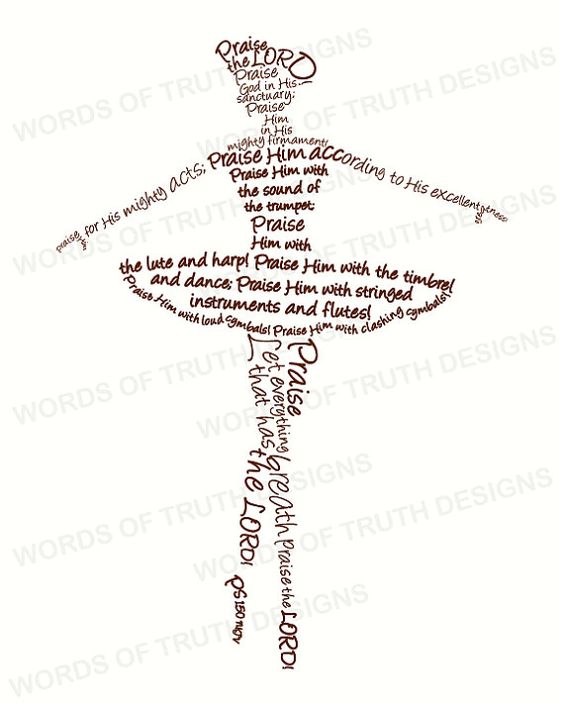 Praise
the LORD
Praise
God in His
sanctuary;
Praise
Him
in His
mighty firmament!
praise Him for His mighty acts; Praise Him according to His excellent greatness
Praise Him with
the sound of
the trumpet;
Praise
Him with
the lute and harp! Praise Him with the timbrel
and dance; Praise Him with stringed
instruments and flutes!
Praise Him with loud cymbals! Praise Him with clashing cymbals!
Let everything
that has breath
Praise
the LORD!
Praise the LORD!
PS 150 NKJV
WORDS OF TRUTH DESIGNS
WORDS OF TRUTH DESIGNS
WORDS OF TRUTH DESIGNS
WORDS OF TRUTH DESIGNS
WORDS OF TRUTH DESIGNS
WORDS OF TRUTH DESIGNS
WORDS OF TRUTH DESIGNS
WORDS OF TRUTH DESIGNS
WORDS OF TRUTH DESIGNS